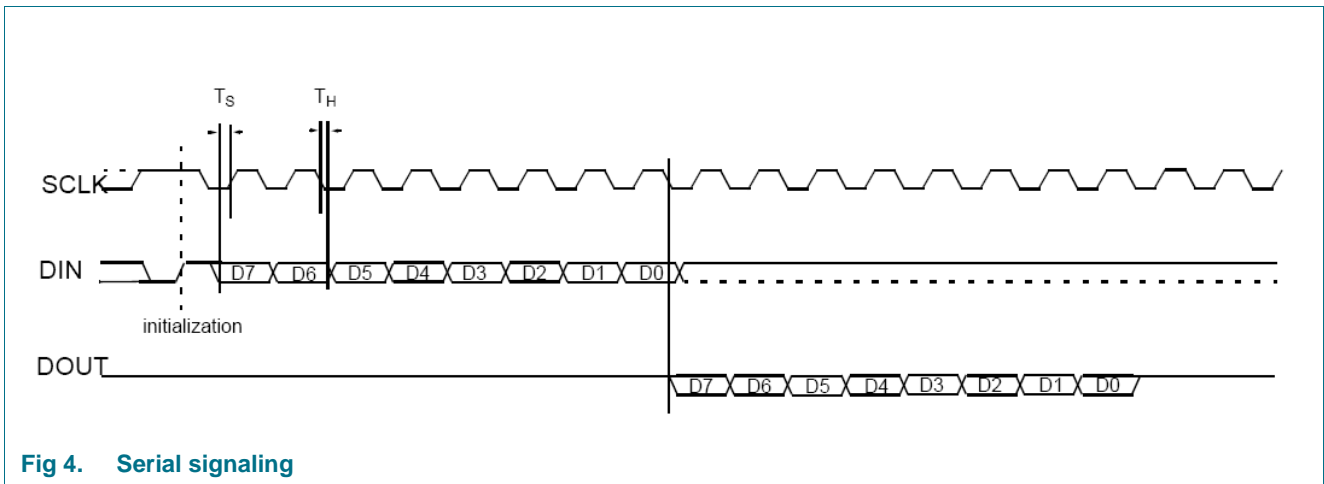 TS TH
SCLK
DIN D7 D6 D5 D4 D3 D2 D1 D0
initialization
DOUT D7 D6 D5 D4 D3 D2 D1 D0
Fig 4. Serial signaling